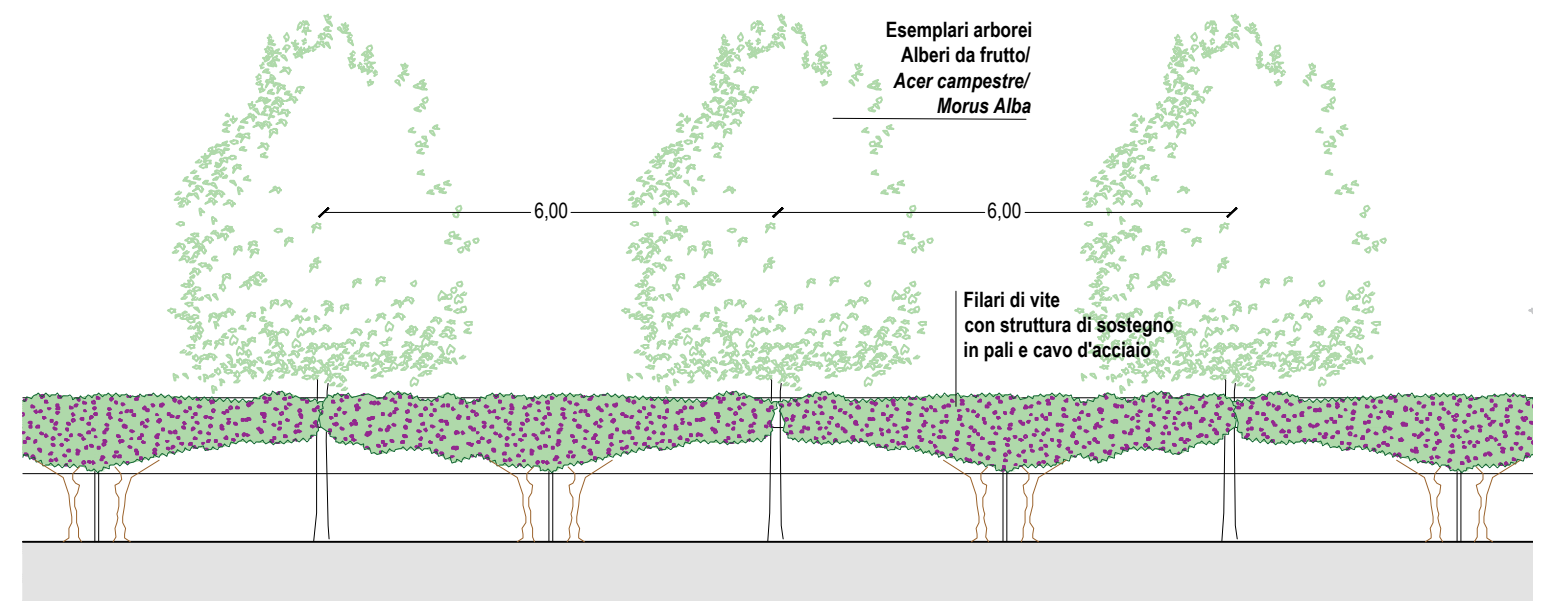 Esemplari arborei
Alberi da frutto/
Acer campestre/
Morus Alba
6,00
6,00
Filari di vite
con struttura di sostegno
in pali e cavo d'acciaio